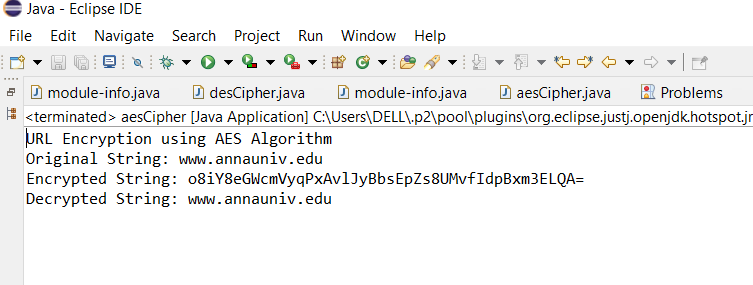 Java - Eclipse IDE
File Edit Navigate Search Project Run Window Help
module-info.java desCipher.java module-info.java aesCipher.java Problems
<terminated> aesCipher [Java Application] C:\Users\DELL\.p2\pool\plugins\org.eclipse.justj.openjdk.hotspot.jr
URL Encryption using AES Algorithm
Original String: www.annauniv.edu
Encrypted String: o8iY8eGWcmVyqPxAvlJyBbsEpZs8UMvfIdpBxm3ELQA=
Decrypted String: www.annauniv.edu